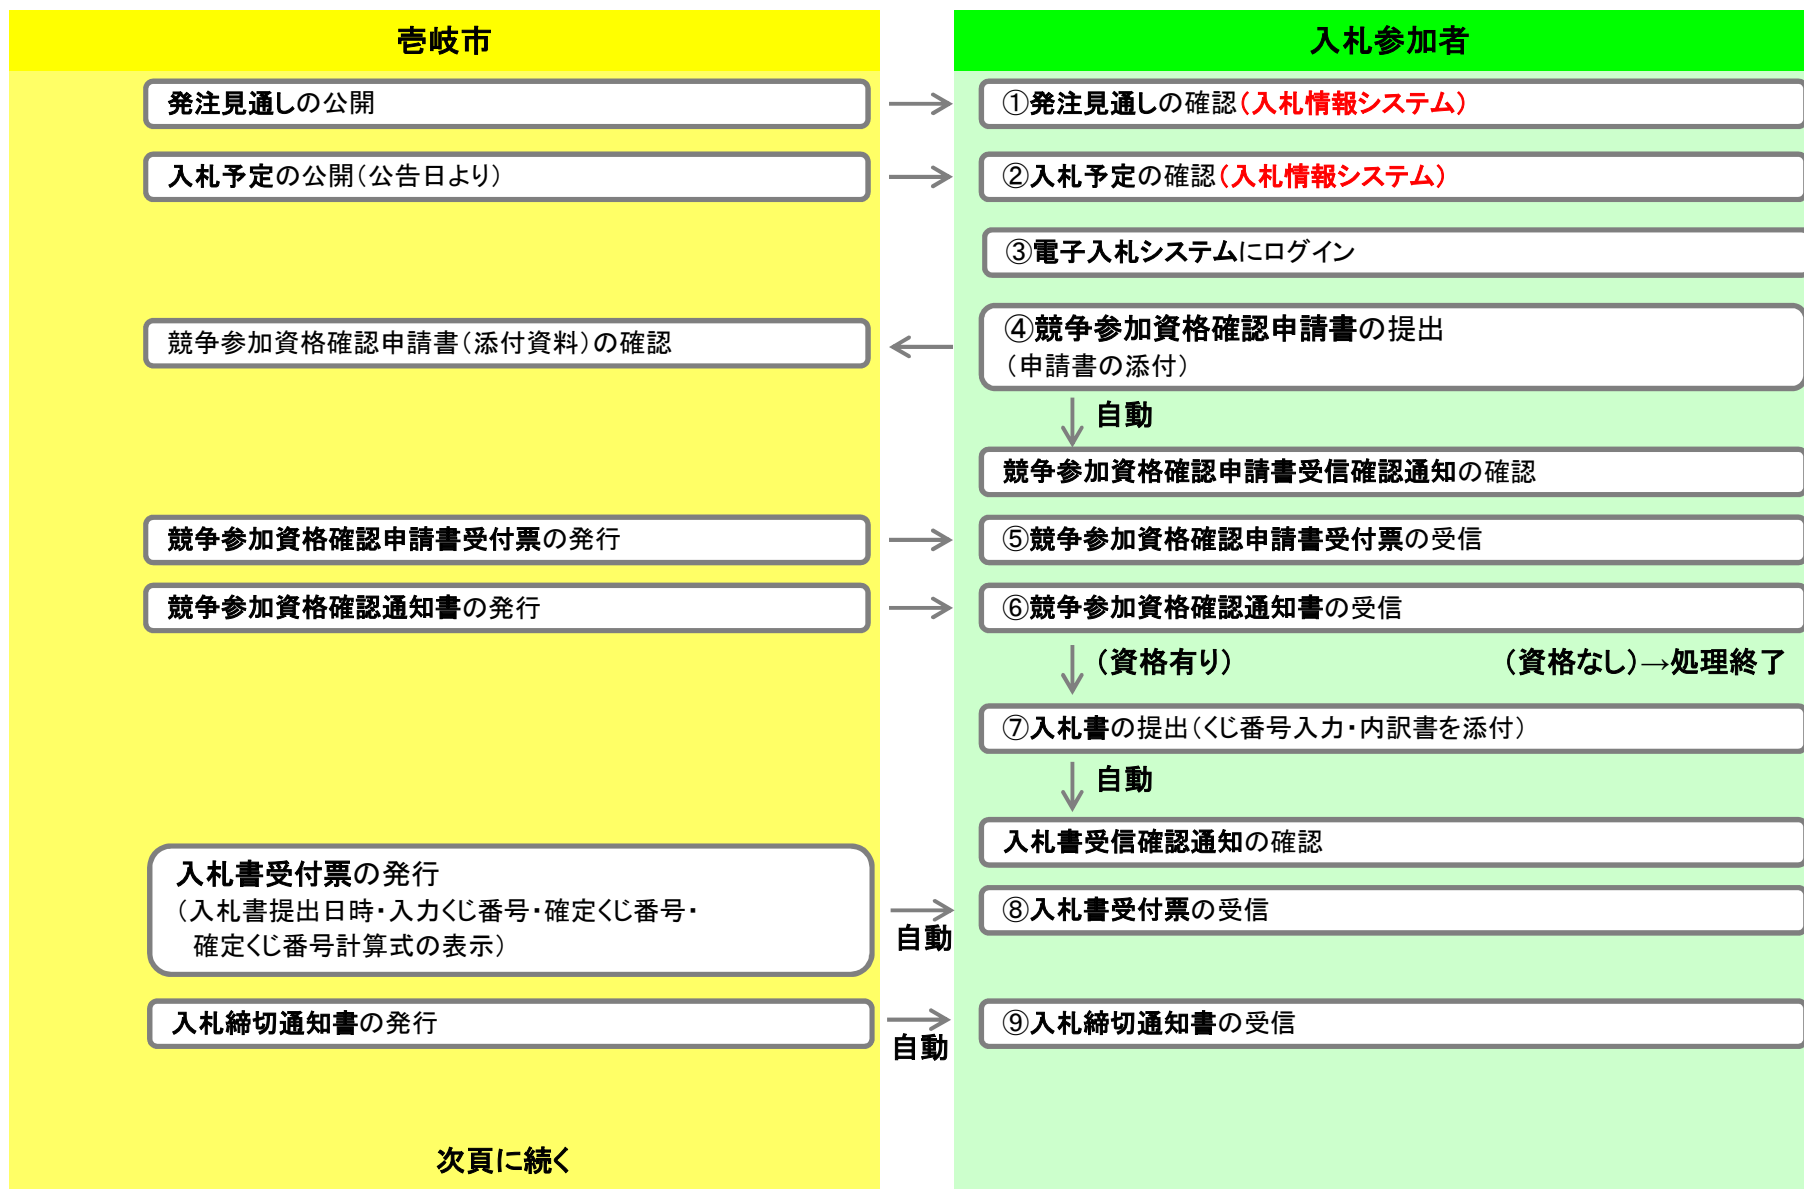 壱岐市
入札参加者
発注見通しの公開
①発注見通しの確認（入札情報システム）
入札予定の公開（公告日より）
②入札予定の確認（入札情報システム）
③電子入札システムにログイン
競争参加資格確認申請書（添付資料）の確認
④競争参加資格確認申請書の提出
（申請書の添付）
自動
競争参加資格確認申請書受信確認通知の確認
競争参加資格確認申請書受付票の発行
⑤競争参加資格確認申請書受付票の受信
競争参加資格確認通知書の発行
⑥競争参加資格確認通知書の受信
（資格有り）
（資格なし）→処理終了
⑦入札書の提出（くじ番号入力・内訳書を添付）
自動
入札書受信確認通知の確認
入札書受付票の発行
（入札書提出日時・入力くじ番号・確定くじ番号・
確定くじ番号計算式の表示）
自動
⑧入札書受付票の受信
入札締切通知書の発行
自動
⑨入札締切通知書の受信
次頁に続く